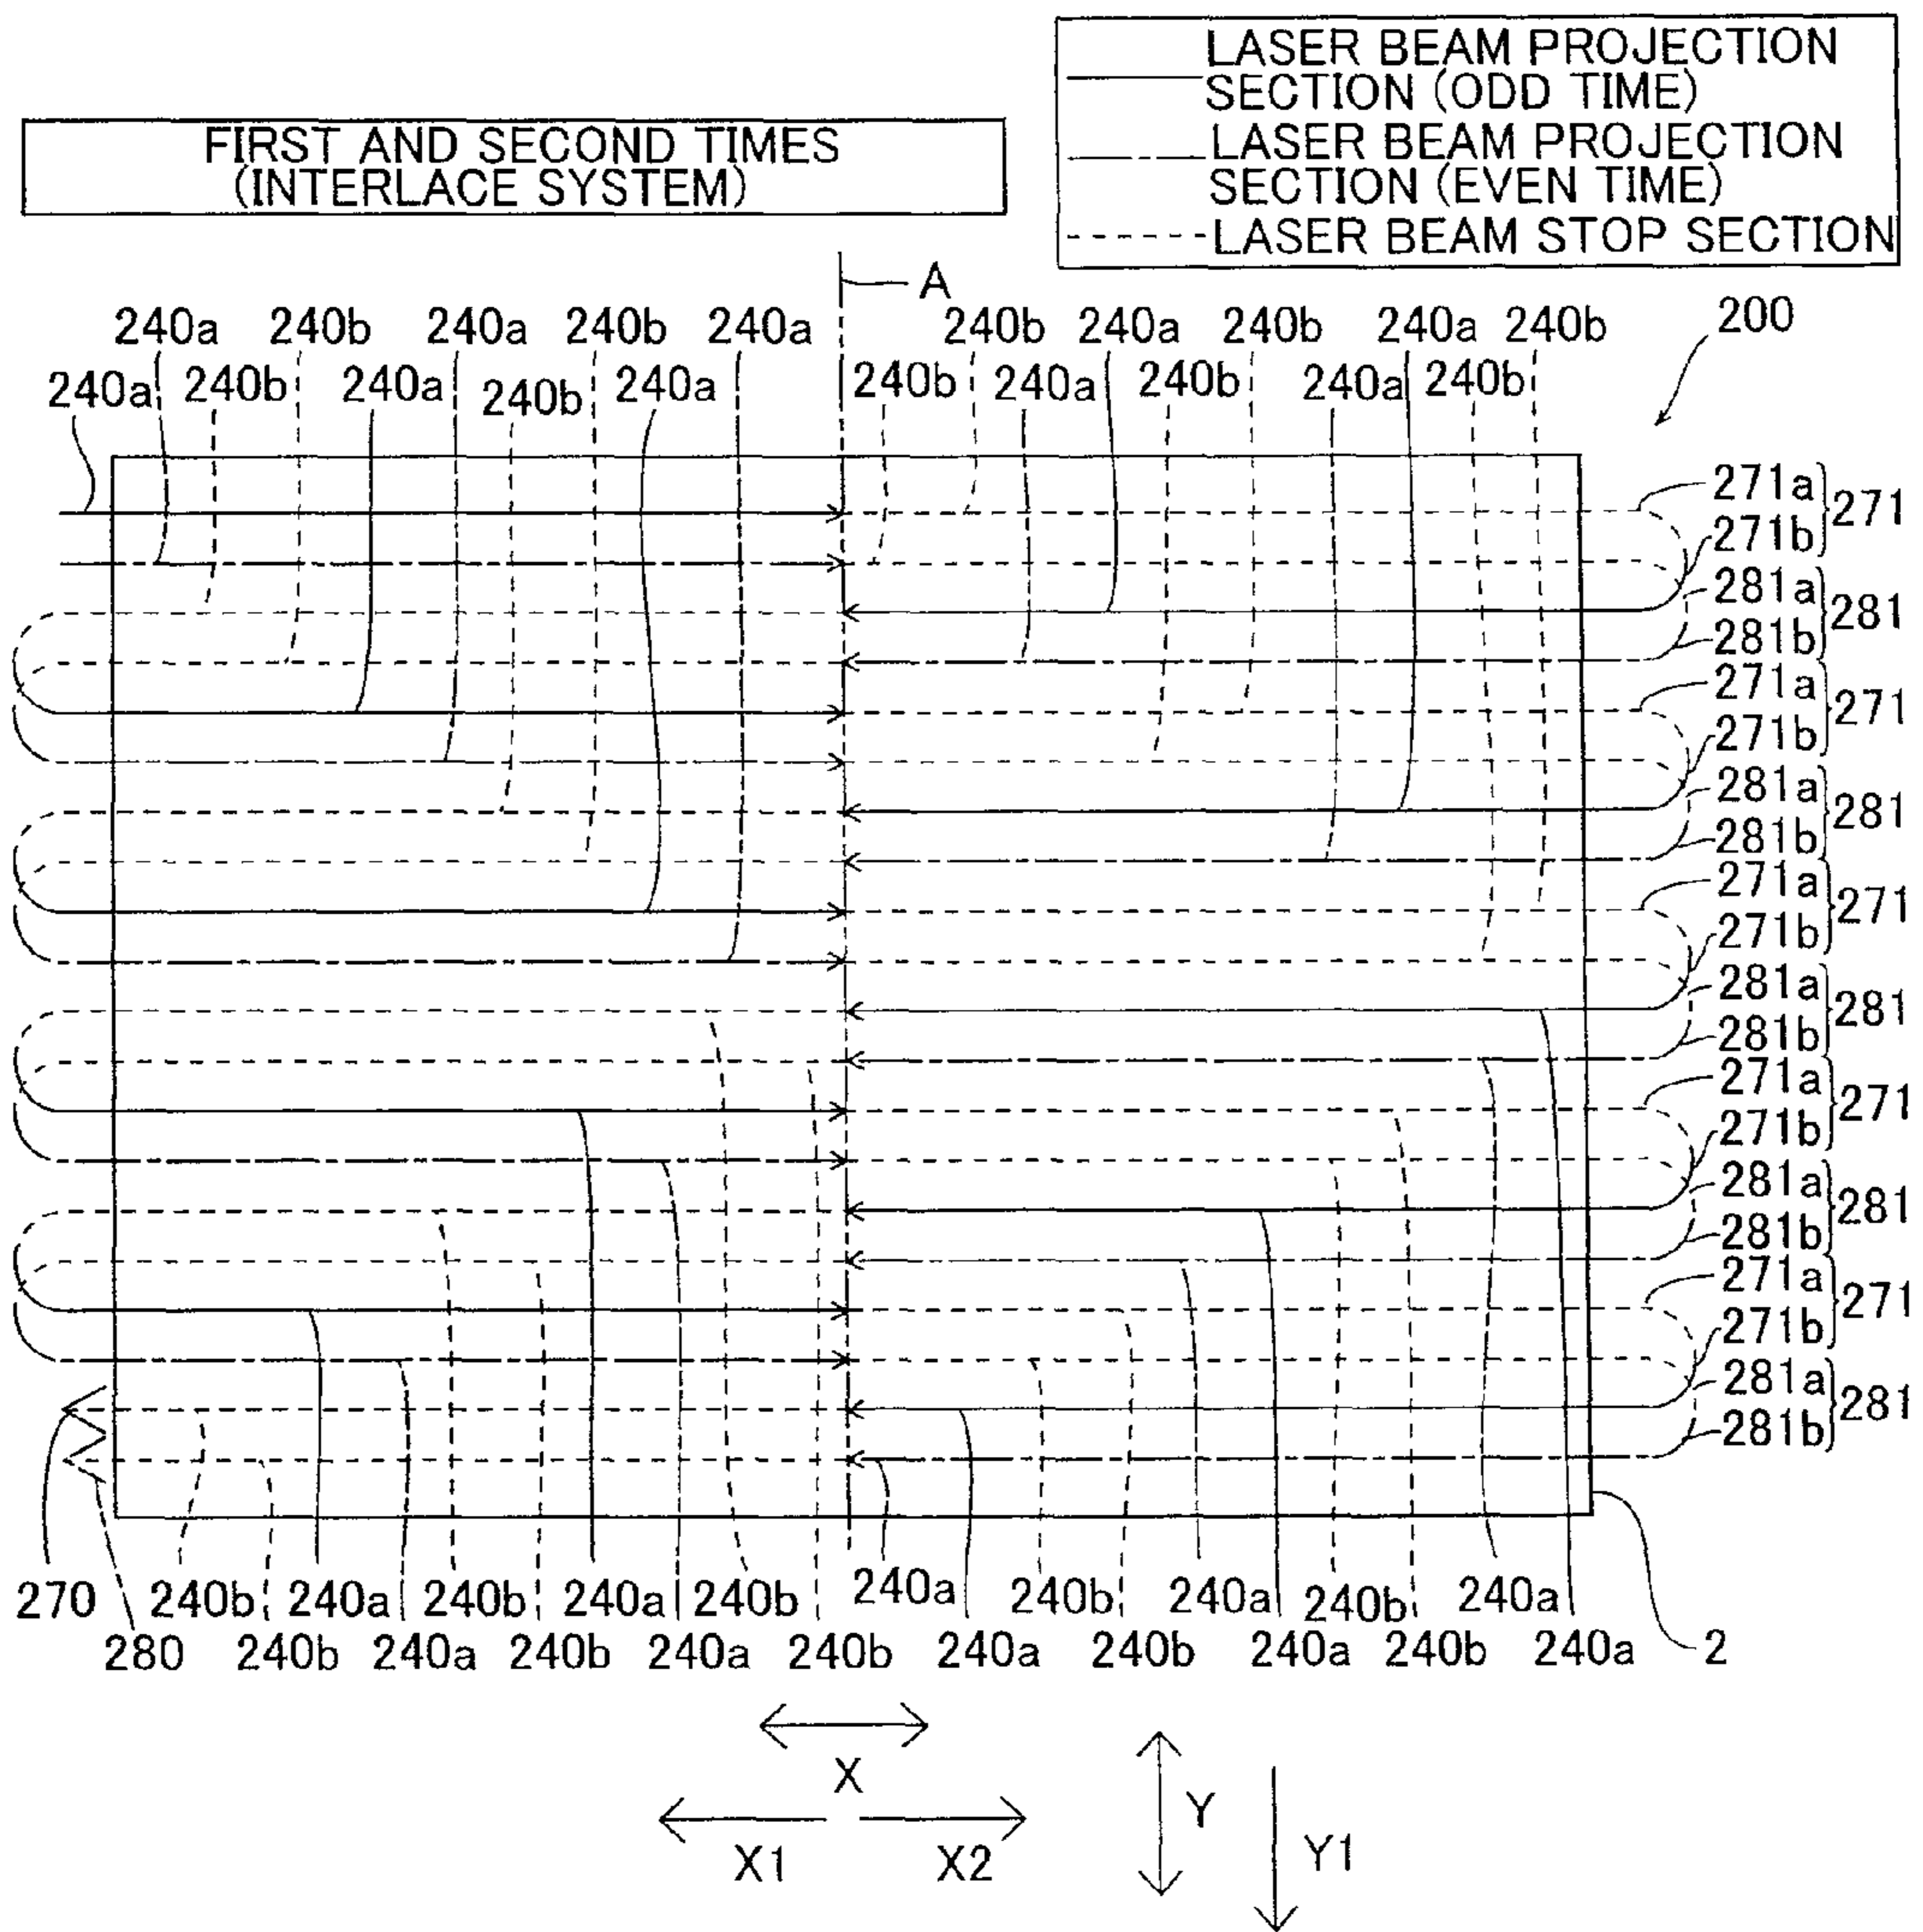 LASER BEAM PROJECTION
SECTION (ODD TIME)
LASER BEAM PROJECTION
SECTION (EVEN TIME)
LASER BEAM STOP SECTION
FIRST AND SECOND TIMES
(INTERLACE SYSTEM)
A
240a 240b 240a 240b 240a 240b 240a 240b 240a 240b 200
240a 240b 240a 240b 240a 240b 240a 240b 240a 240b
271a
271
271b
281a
281
281b
271a
271
271b
281a
281
281b
271a
271
271b
281a
281
281b
271a
271
271b
281a
281
281b
271a
271
271b
281a
281
281b
270 240b 240a 240b 240a 240b 240a 240b 240a 240b 240a
280 240b 240a 240b 240a 240b 240a 240b 240a 240b 240a 2
X
X1 X2
Y
Y1